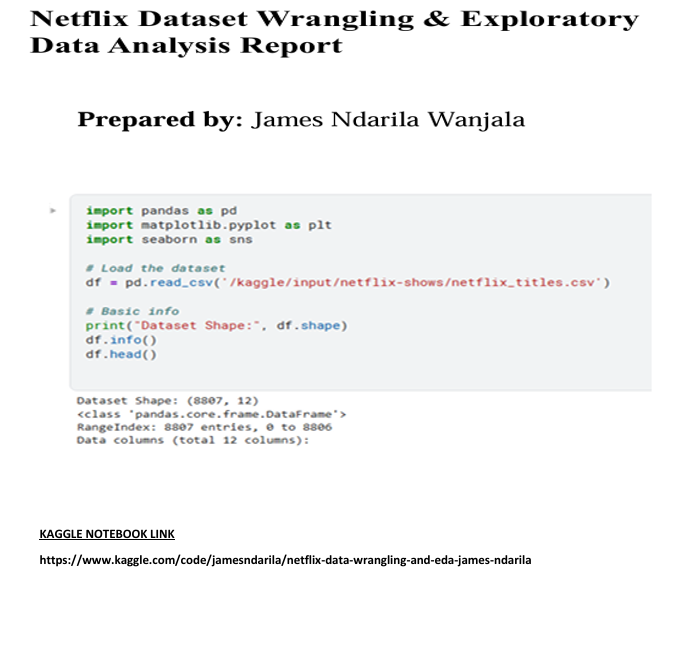 Netflix Dataset Wrangling & Exploratory
Data Analysis Report
Prepared by: James Ndarila Wanjala
import pandas as pd
import matplotlib.pyplot as plt
import seaborn as sns
# Load the dataset
df = pd.read_csv('/kaggle/input/netflix-shows/netflix_titles.csv')
# Basic info
print("Dataset Shape:", df.shape)
df.info()
df.head()
Dataset Shape: (8807, 12)
<class 'pandas.core.frame.DataFrame'>
RangeIndex: 8807 entries, 0 to 8806
Data columns (total 12 columns):
KAGGLE NOTEBOOK LINK
https://www.kaggle.com/code/jamesndarila/netflix-data-wrangling-and-eda-james-ndarila